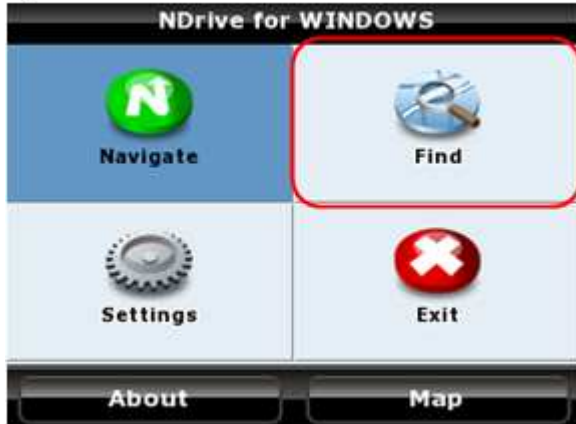 NDrive for WINDOWS
Navigate
Find
Settings
Exit
About
Map